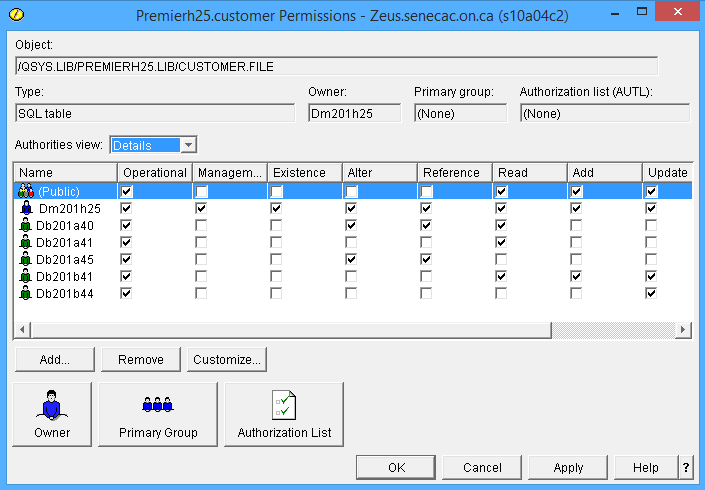 Premierh25.customer Permissions - Zeus.senecac.on.ca (s10a04c2)
Object:
/QSYS.LIB/PREMIERH25.LIB/CUSTOMER.FILE
Type: Owner: Primary group: Authorization list (AUTL):
SQL table Dm201h25 (None) (None)
Authorities view: Details
Name Operational Managem... Existence Alter Reference Read Add Update
(Public)
Dm201h25
Db201a40
Db201a41
Db201a45
Db201b41
Db201b44
Add... Remove Customize...
Owner Primary Group Authorization List
OK Cancel Apply Help ?